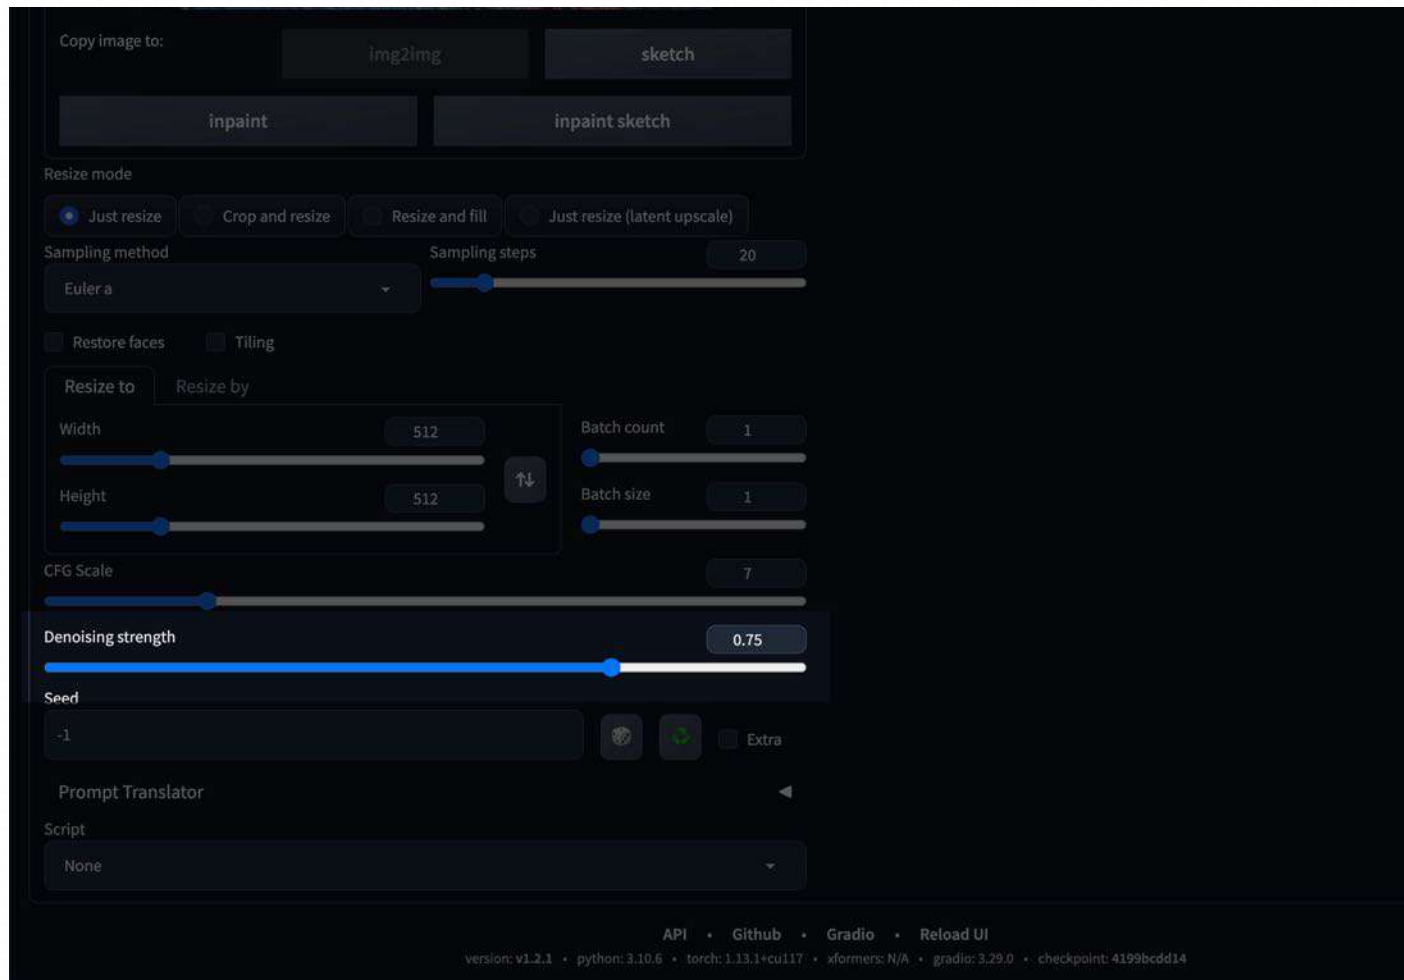 Copy image to:
img2img
sketch
inpaint
inpaint sketch
Resize mode
Just resize
Crop and resize
Resize and fill
Just resize (latent upscale)
Sampling method
Sampling steps
20
Euler a
Restore faces
Tiling
Resize to
Resize by
Width
512
Batch count
1
Height
512
Batch size
1
CFG Scale
7
Denoising strength
0.75
Seed
-1
Extra
Prompt Translator
Script
None
API • Github • Gradio • Reload UI
version: v1.2.1 • python: 3.10.6 • torch: 1.13.1+cu117 • xformers: N/A • gradio: 3.29.0 • checkpoint: 4199bcdd14